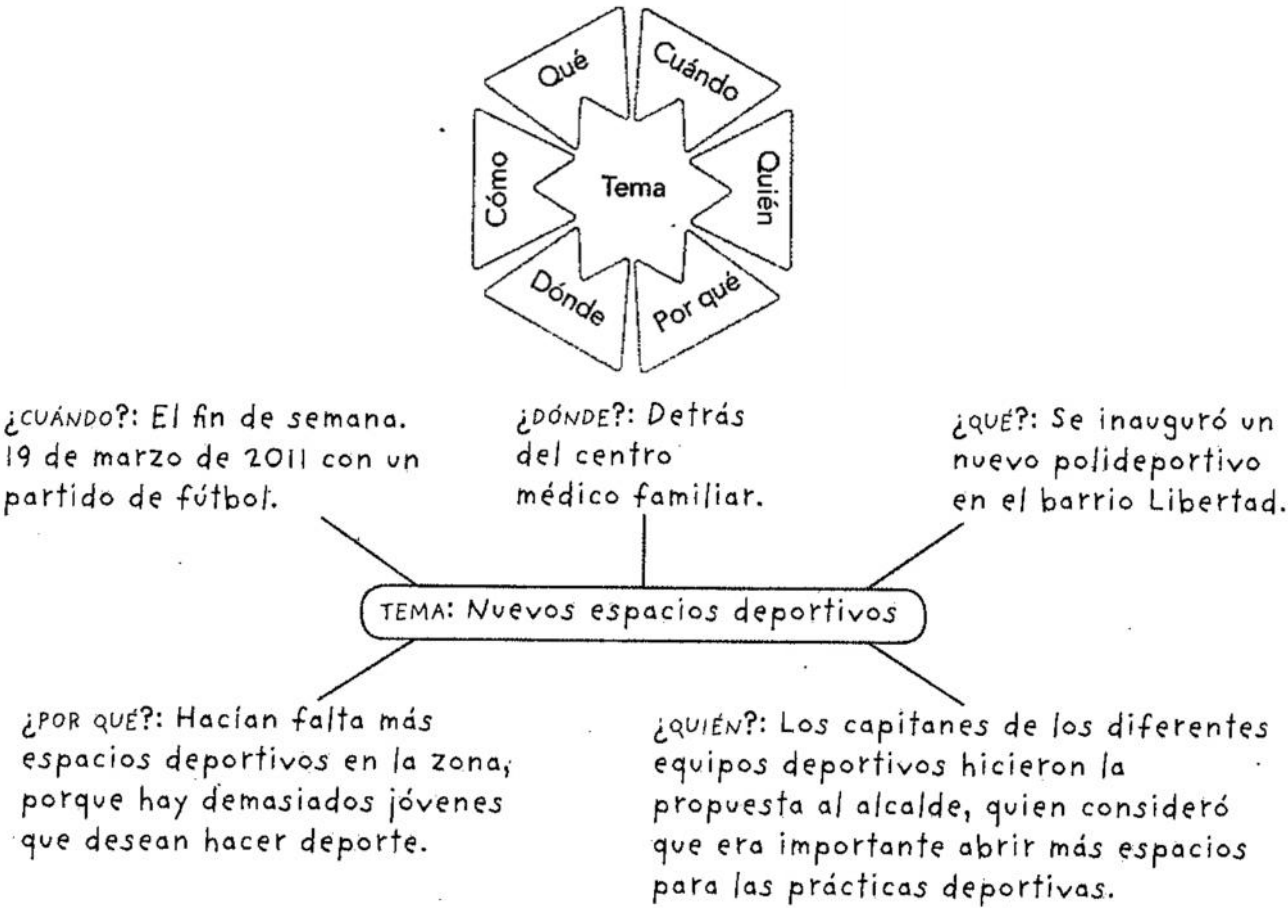 Qué
Cuándo
Cómo
Tema
Quién
Dónde
Por qué
¿CUÁNDO?: El fin de semana.
19 de marzo de 2011 con un
partido de fútbol.
¿DÓNDE?: Detrás
del centro
médico familiar.
¿QUÉ?: Se inauguró un
nuevo polideportivo
en el barrio Libertad.
TEMA: Nuevos espacios deportivos
¿POR QUÉ?: Hacían falta más
espacios deportivos en la zona,
porque hay demasiados jóvenes
que desean hacer deporte.
¿QUIÉN?: Los capitanes de los diferentes
equipos deportivos hicieron la
propuesta al alcalde, quien consideró
que era importante abrir más espacios
para las prácticas deportivas.